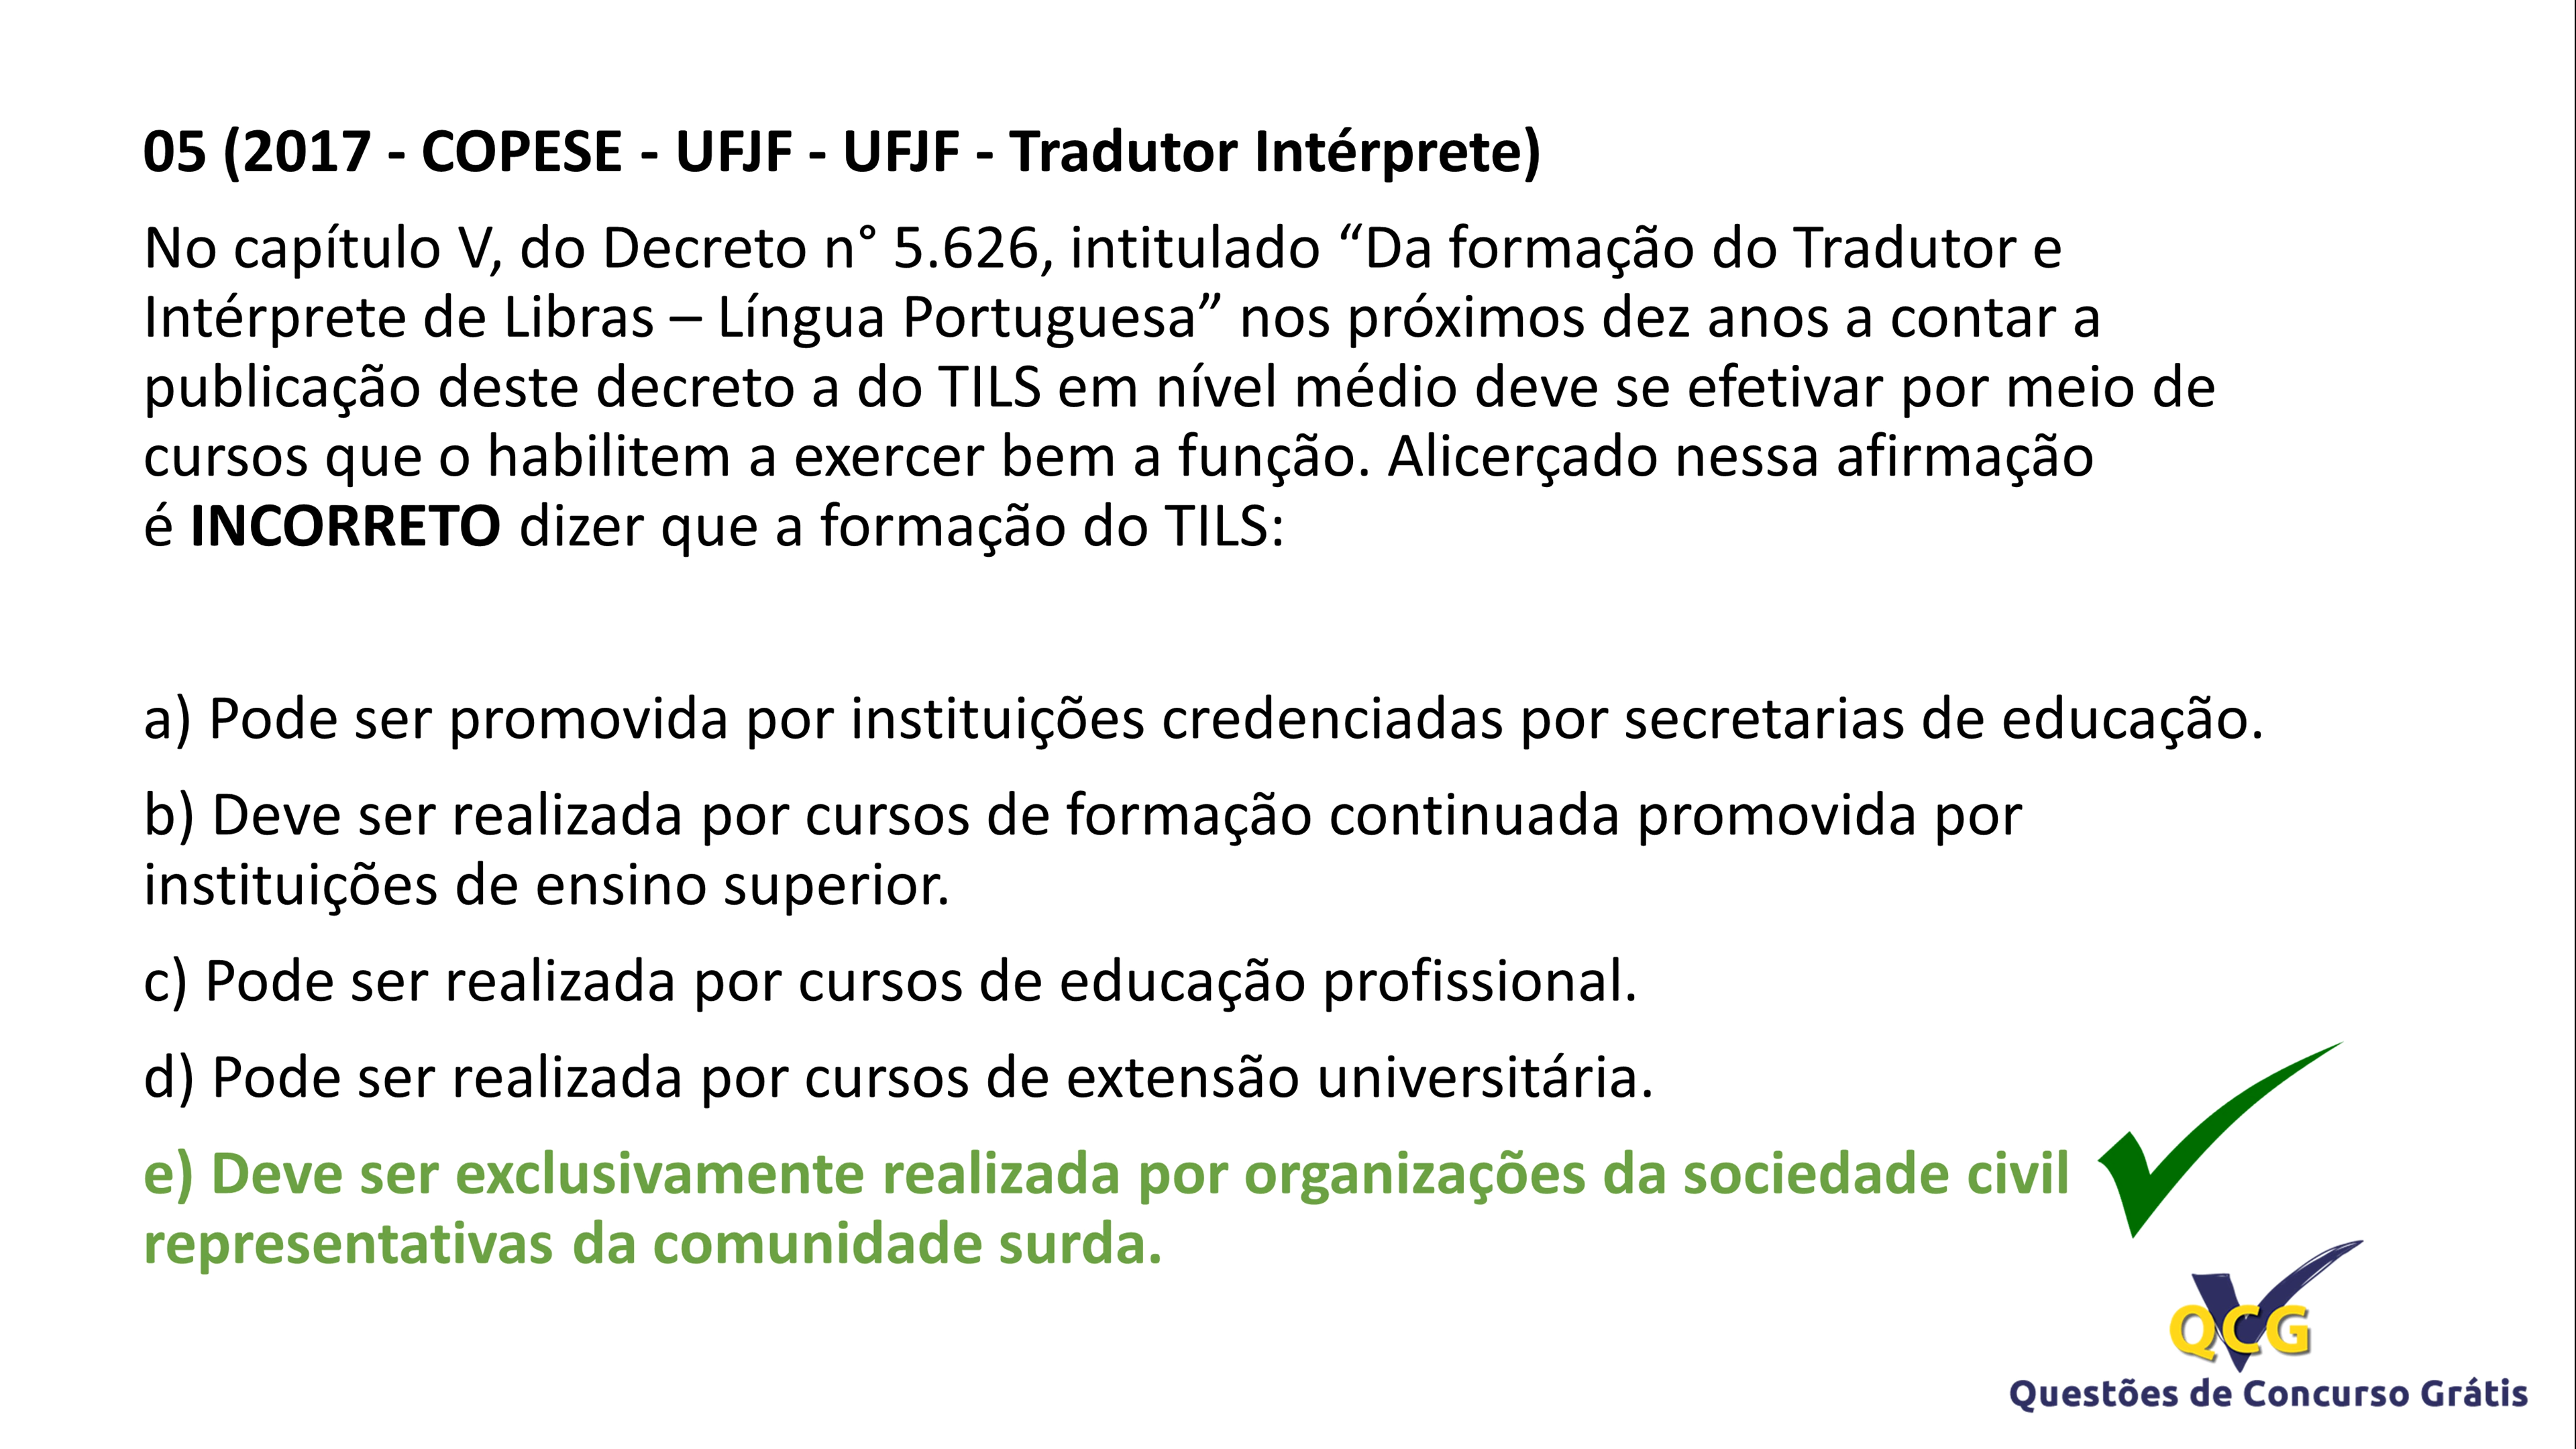 05 (2017 - COPESE - UFJF - UFJF - Tradutor Intérprete)
No capítulo V, do Decreto n° 5.626, intitulado “Da formação do Tradutor e
Intérprete de Libras – Língua Portuguesa” nos próximos dez anos a contar a
publicação deste decreto a do TILS em nível médio deve se efetivar por meio de
cursos que o habilitem a exercer bem a função. Alicerçado nessa afirmação
é INCORRETO dizer que a formação do TILS:
a) Pode ser promovida por instituições credenciadas por secretarias de educação.
b) Deve ser realizada por cursos de formação continuada promovida por
instituições de ensino superior.
c) Pode ser realizada por cursos de educação profissional.
d) Pode ser realizada por cursos de extensão universitária.
e) Deve ser exclusivamente realizada por organizações da sociedade civil
representativas da comunidade surda.
QCG
Questões de Concurso Grátis